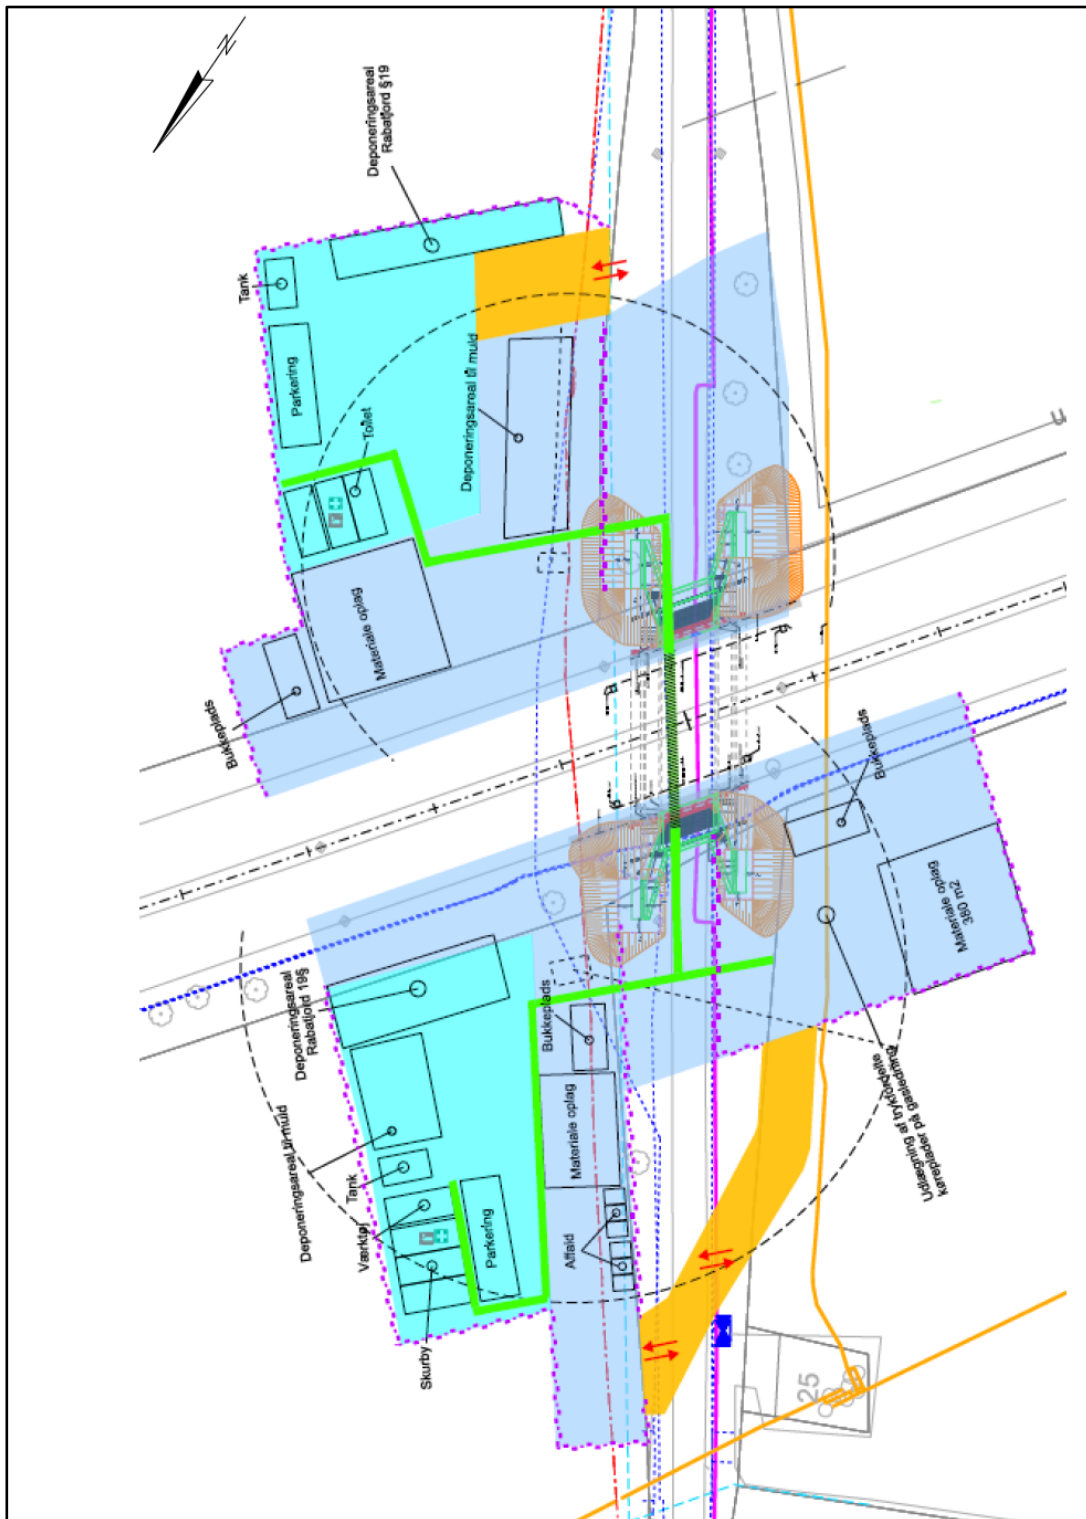 N
Deponeringsareal
Rabatjord §19
Tank
Parkering
Toilet
Deponeringsareal til muld
Materiale oplag
Bukkeplads
Bukkeplads
Materiale oplag
380 m2
Deponeringsareal
Rabatjord 19§
Bukkeplads
Deponeringsareal til muld
Materiale oplag
Tank
Værktøj
Parkering
Affald
Skurby
Udlægning af trykfordelte
køreplader på gasledning
25